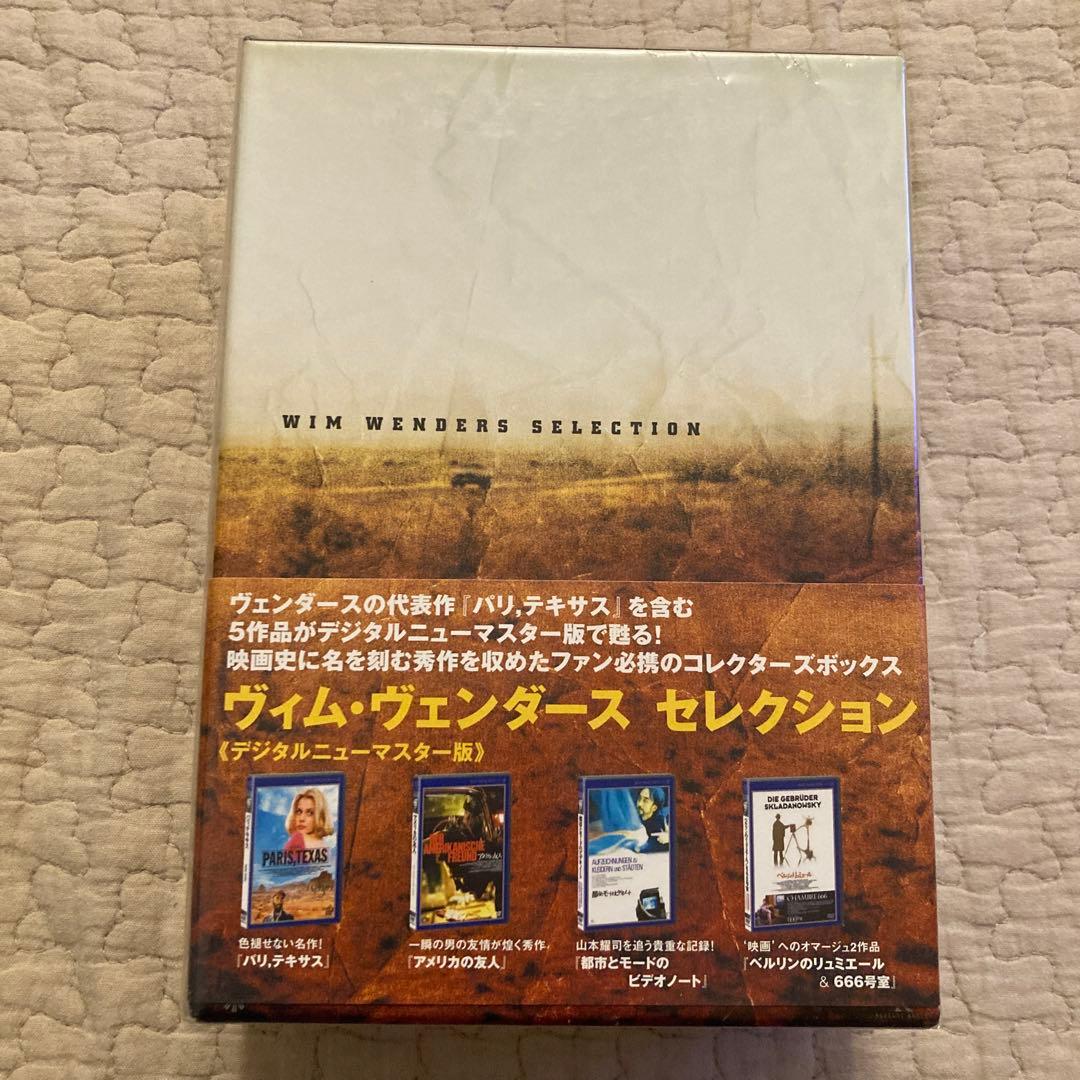 WIM WENDERS SELECTION
ヴェンダースの代表作『パリ,テキサス』を含む
5作品がデジタルニューマスター版で甦る!
映画史に名を刻む秀作を収めたファン必携のコレクターズボックス
ヴィム・ヴェンダース セレクション
《デジタルニューマスター版》
PARIS, TEXAS
AMERIKANISCHE
FREUND
AUFZEICHNUNGEN ZU
KLEIDERN UND STÄDTEN
DIE GEBRÜDER
SKLADANOWSKY
CHAMBRE 666
色褪せない名作!
『パリ,テキサス』
一瞬の男の友情が煌く秀作。
『アメリカの友人』
山本耀司を追う貴重な記録!
『都市とモードの
ビデオノート』
'映画'へのオマージュ2作品
『ベルリンのリュミエール
& 666号室』